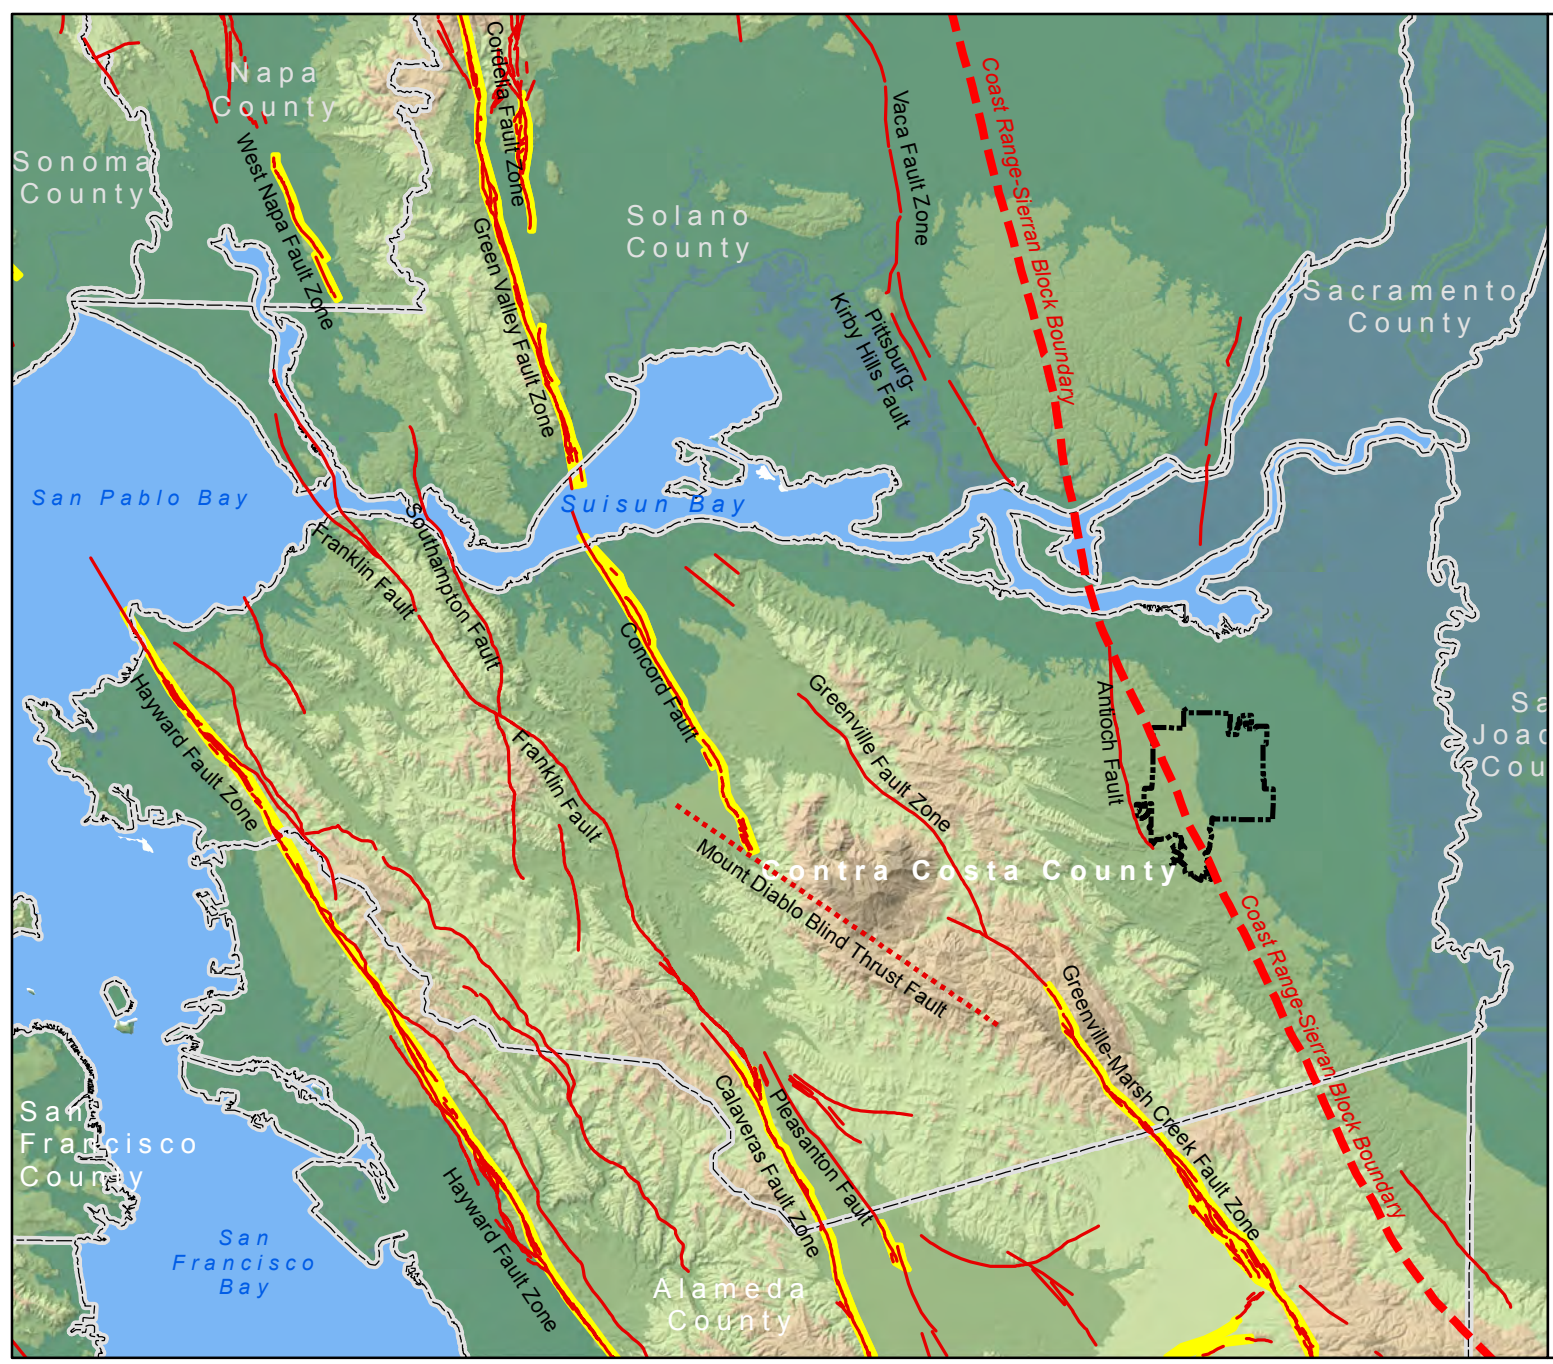 Napa
County
Cordelia Fault Zone
Coast Range-Sierran Block Boundary
Vaca Fault Zone
Sonoma
County
West Napa Fault Zone
Solano
County
Green Valley Fault Zone
Sacramento
County
Pittsburg-
Kirby Hills Fault
San Pablo Bay
Suisun Bay
Franklin Fault
Southampton Fault
Concord Fault
Hayward Fault Zone
Greenville Fault Zone
Antioch Fault
Sa
Joac
Cou
Franklin Fault
Mount Diablo Blind Thrust Fault
Contra Costa County
Coast Range-Sierran Block Boundary
Greenville-Marsh Creek Fault Zone
San
Francisco
County
Calaveras Fault Zone
Pleasanton Fault
Hayward Fault Zone
San
Francisco
Bay
Alameda
County